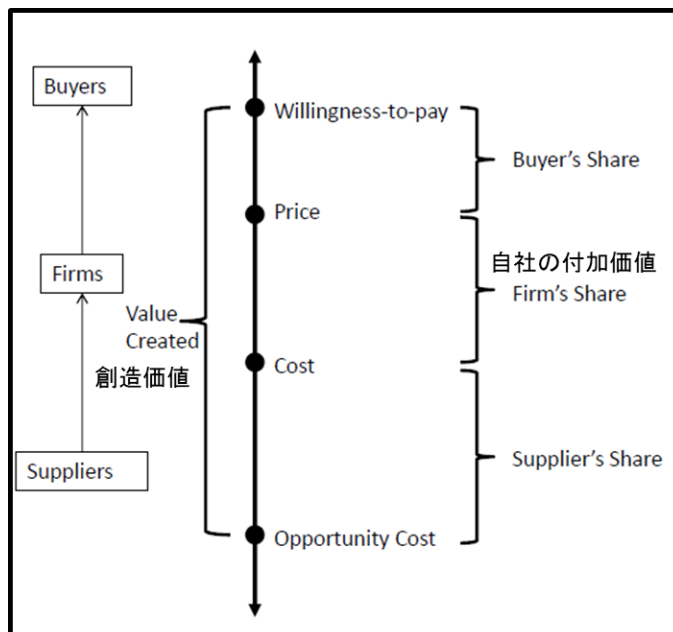 Buyers
Willingness-to-pay
Buyer's Share
Price
Firms
自社の付加価値
Firm's Share
Value
Created
創造価値
Cost
Suppliers
Supplier's Share
Opportunity Cost